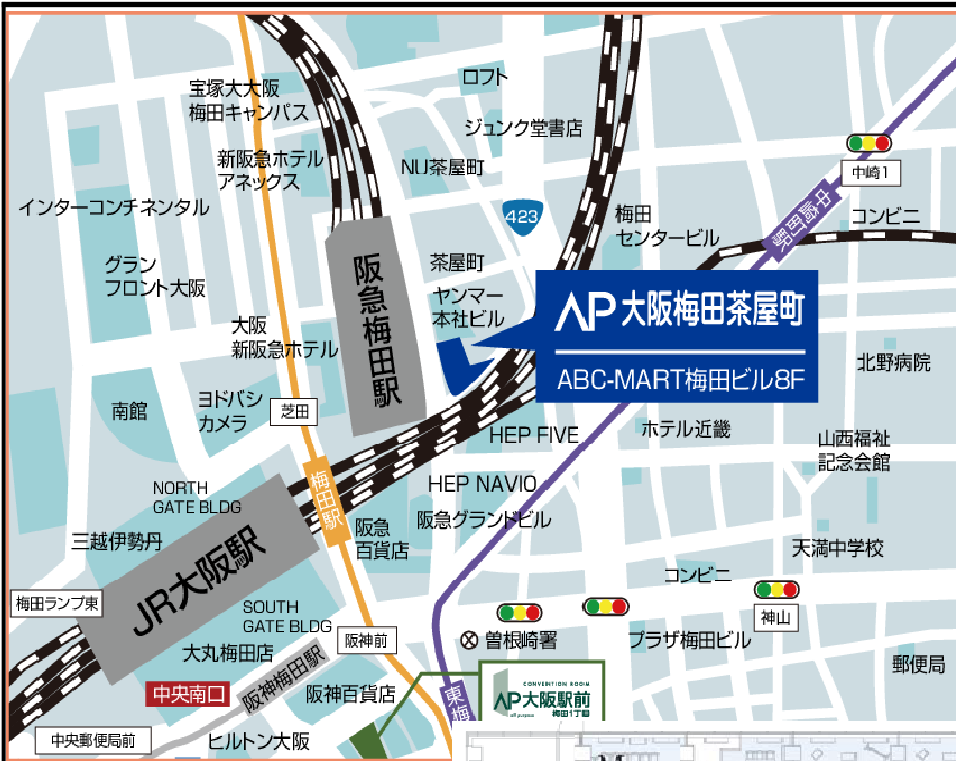 宝塚大大阪
梅田キャンパス
ロフト
ジュンク堂書店
新阪急ホテル
アネックス
NU茶屋町
中崎1
インターコンチネンタル
423
梅田
センタービル
コンビニ
中崎町駅
グラン
フロント大阪
阪急梅田駅
茶屋町
ヤンマー
本社ビル
AP大阪梅田茶屋町
ABC-MART梅田ビル8F
大阪
新阪急ホテル
北野病院
南館
ヨドバシ
カメラ
芝田
HEP FIVE
ホテル近畿
山西福祉
記念会館
NORTH
GATE BLDG
梅田駅
HEP NAVIO
阪急グランドビル
阪急
百貨店
三越伊勢丹
JR大阪駅
天満中学校
コンビニ
梅田ランプ東
SOUTH
GATE BLDG
阪神前
曽根崎署
プラザ梅田ビル
神山
大丸梅田店
阪神梅田駅
郵便局
中央南口
阪神百貨店
東梅
CONVENTION ROOM
AP大阪駅前
梅田1丁目
中央郵便局前
ヒルトン大阪